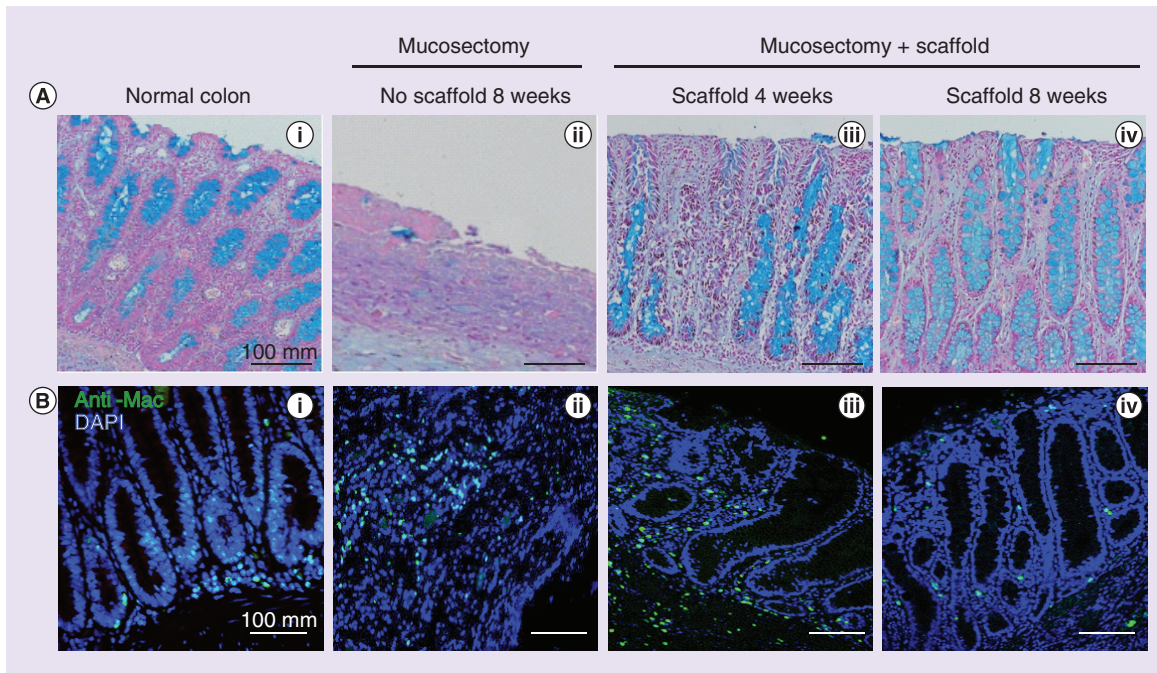 Mucosectomy
Mucosectomy + scaffold
A
Normal colon
No scaffold 8 weeks
Scaffold 4 weeks
Scaffold 8 weeks
i
ii
iii
iv
100 mm
B
Anti -Mac
DAPI
i
ii
iii
iv
100 mm